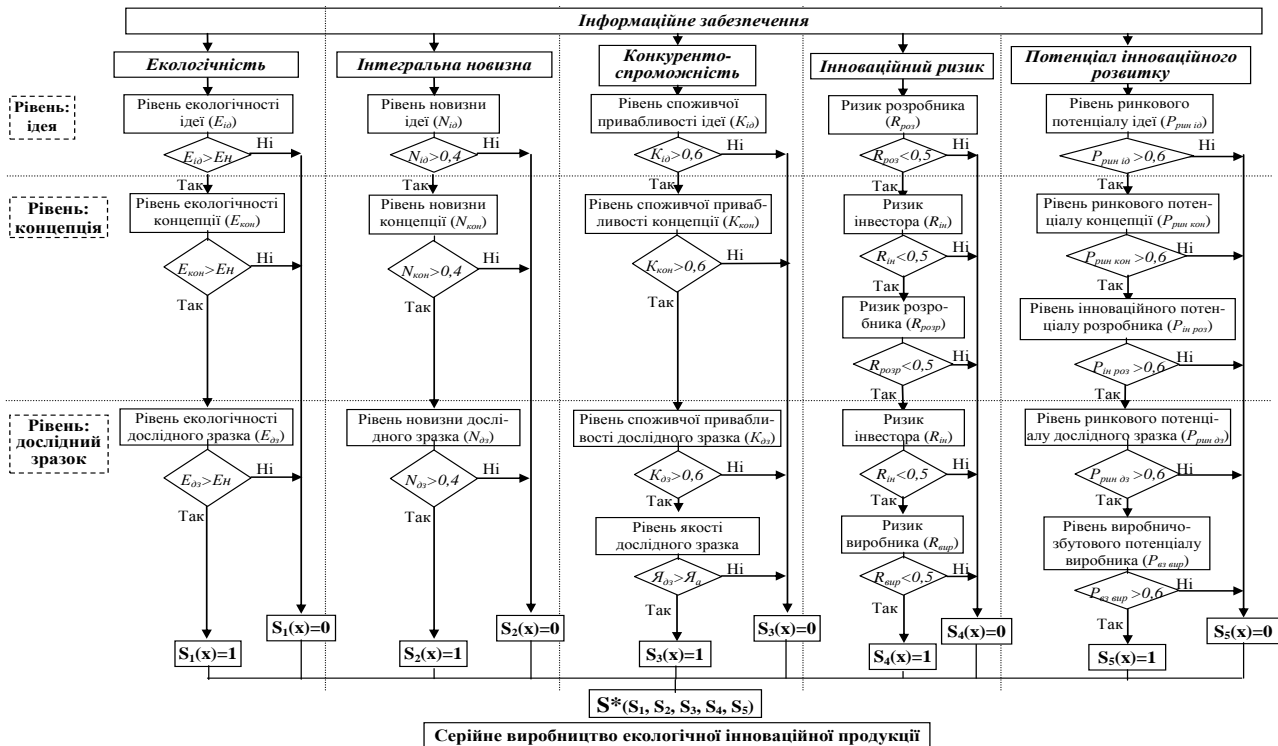 Інформаційне забезпечення
Екологічність
Інтегральна новизна
Конкуренто-
спроможність
Інноваційний ризик
Потенціал інноваційного
розвитку
Рівень:
ідея
Рівень екологічності
ідеї (Eід)
Рівень новизни
ідеї (Nід)
Рівень споживчої
привабливості ідеї (Kід)
Ризик розробника
(Rроз)
Рівень ринкового
потенціалу ідеї (Pрин ід)
Eід>Eн
Ні
Nід>0,4
Ні
Kід>0,6
Ні
Rроз<0,5
Ні
Pрин ід>0,6
Ні
Так
Так
Так
Так
Так
Рівень:
концепція
Рівень екологічності
концепції (Eкон)
Рівень новизни
концепції (Nкон)
Рівень споживчої приваб-
ливості концепції (Kкон)
Ризик
інвестора (Rін)
Рівень ринкового потен-
ціалу концепції (Pрин кон)
Eкон>Eн
Ні
Nкон>0,4
Ні
Kкон>0,6
Ні
Rін<0,5
Ні
Pрин кон>0,6
Ні
Так
Так
Так
Так
Так
Ризик розро-
бника (Rрозр)
Рівень інноваційного потен-
ціалу розробника (Pін роз)
Rрозр<0,5
Ні
Pін роз>0,6
Ні
Так
Так
Рівень:
дослідний
зразок
Рівень екологічності
дослідного зразка (Eдз)
Рівень новизни дослі-
дного зразка (Nдз)
Рівень споживчої привабли-
вості дослідного зразка (Kдз)
Ризик
інвестора (Rін)
Рівень ринкового потенці-
алу дослідного зразка (Pрин дз)
Eдз>Eн
Ні
Nдз>0,4
Ні
Kдз>0,6
Ні
Rін<0,5
Ні
Pрин дз>0,6
Ні
Так
Так
Так
Так
Так
Рівень якості
дослідного зразка
Ризик
виробника (Rвир)
Рівень виробничо-
збутового потенціалу
виробника (Pвз вир)
Ядз>Яа
Ні
Rвир<0,5
Ні
Pвз вир>0,6
Ні
Так
Так
Так
S1(x)=0
S2(x)=0
S3(x)=0
S4(x)=0
S5(x)=0
S1(x)=1
S2(x)=1
S3(x)=1
S4(x)=1
S5(x)=1
S*(S1, S2, S3, S4, S5)
Серійне виробництво екологічної інноваційної продукції